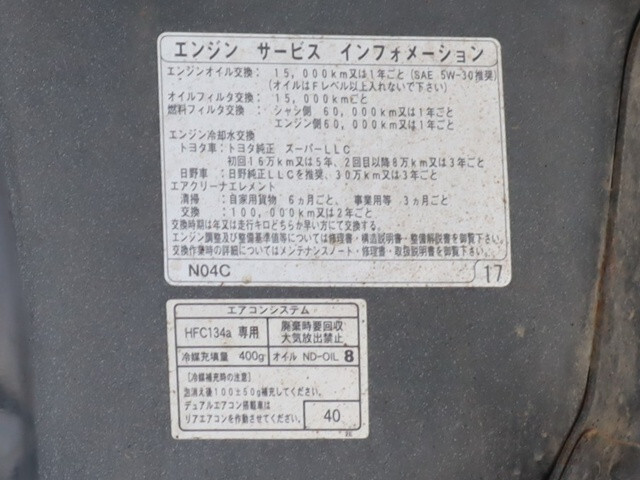 エンジン サービス インフォメーション
エンジンオイル交換： 15,000km又は1年ごと (SAE 5W-30推奨)
(オイルはFレベル以上入れないで下さい)
オイルフィルタ交換： 15,000kmごと
燃料フィルタ交換： シャシ側 60,000km又は1年ごと
エンジン側60,000km又は1年ごと
エンジン冷却水交換
トヨタ車：トヨタ純正 スーパーLLC
初回16万km又は5年、2回目以降8万km又は3年ごと
日野車：日野純正LLCを推奨、30万km又は3年ごと
エアクリーナエレメント
清掃： 自家用貨物 6ヵ月ごと、 事業用等 3ヵ月ごと
交換： 100,000km又は2年ごと
交換時期は年又は走行キロどちらか早い方にて交換する。
エンジン調整及び整備基準値等については修理書・構造説明書・整備解説書を御覧下さい。
交換作業時の詳細についてはメンテナンスノート・修理書・取扱説明書を御覧下さい。
N04C 17
エアコンシステム
HFC134a 専用 廃棄時要回収
大気放出禁止
冷媒充填量 400g オイル ND-OIL 8
[冷媒補充時の注意]
泡消え後100±50g補充してください。
デュアルエアコン搭載車は
リアエアコンを作動させてください。 40